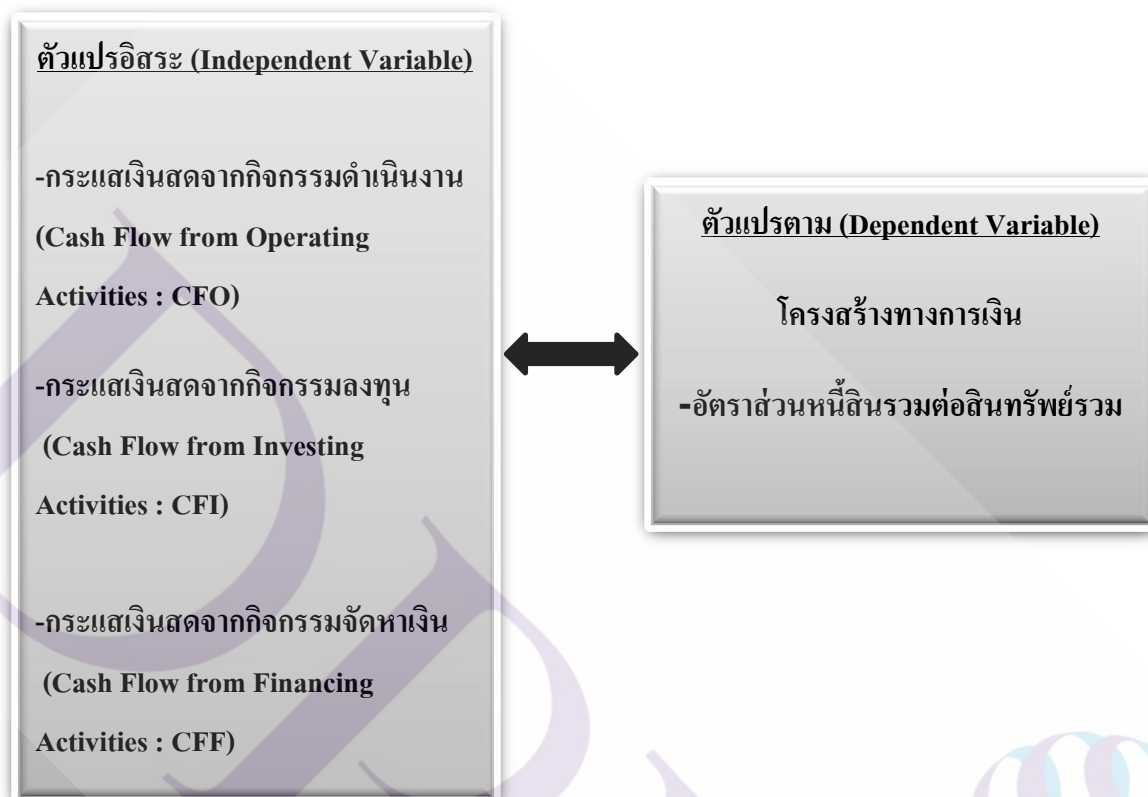 ตัวแปรอิสระ (Independent Variable)
-กระแสเงินสดจากกิจกรรมดำเนินงาน
(Cash Flow from Operating
Activities : CFO)
-กระแสเงินสดจากกิจกรรมลงทุน
(Cash Flow from Investing
Activities : CFI)
-กระแสเงินสดจากกิจกรรมจัดหาเงิน
(Cash Flow from Financing
Activities : CFF)
ตัวแปรตาม (Dependent Variable)
โครงสร้างทางการเงิน
-อัตราส่วนหนี้สินรวมต่อสินทรัพย์รวม